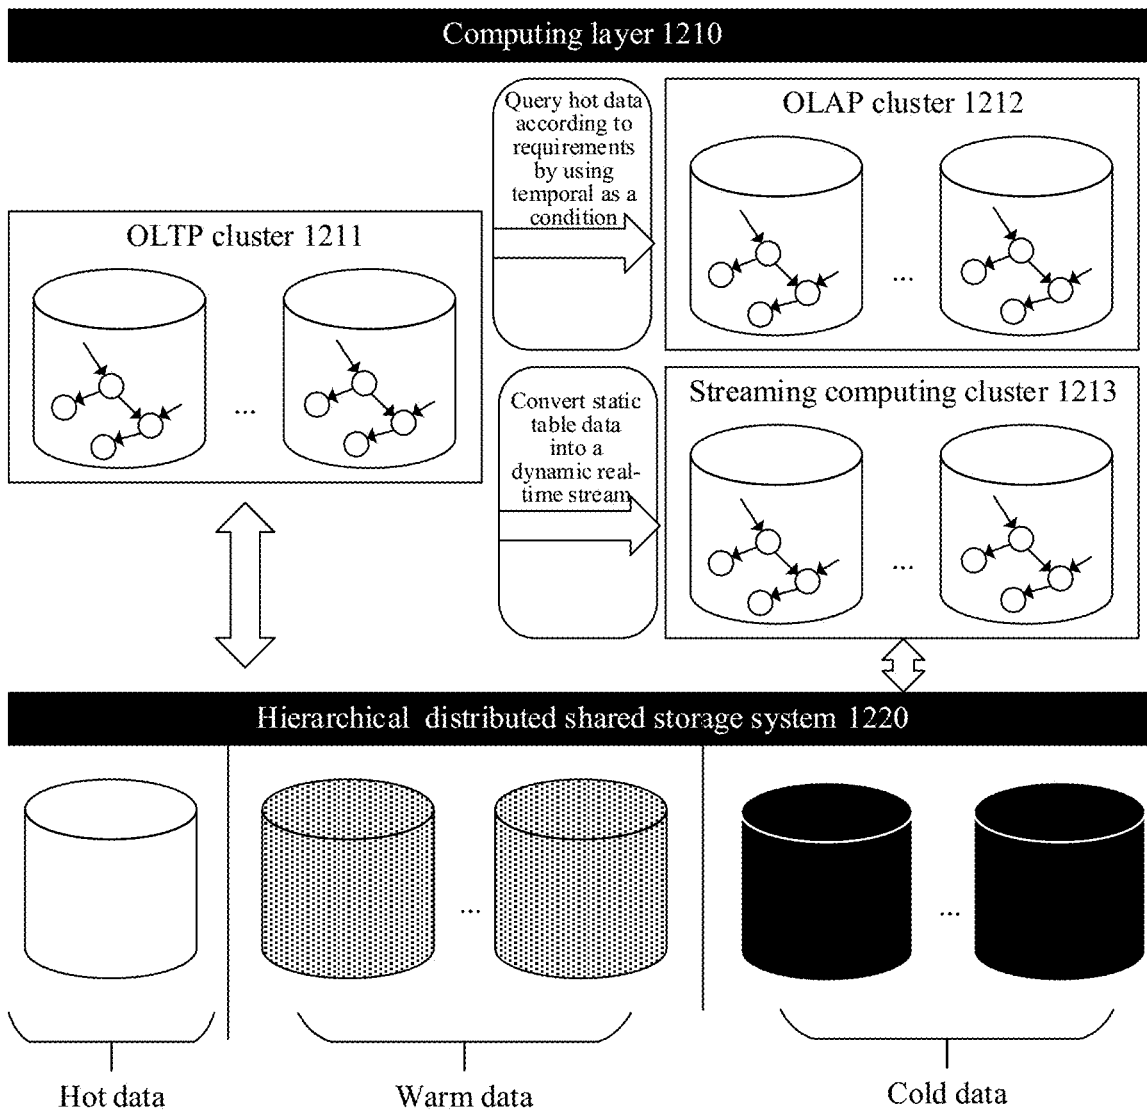 Computing layer 1210
Query hot data
according to
requirements
by using
temporal as a
condition
OLAP cluster 1212
...
OLTP cluster 1211
...
Convert static
table data
into a
dynamic real-
time stream
Streaming computing cluster 1213
...
Hierarchical distributed shared storage system 1220
...
...
Hot data
Warm data
Cold data